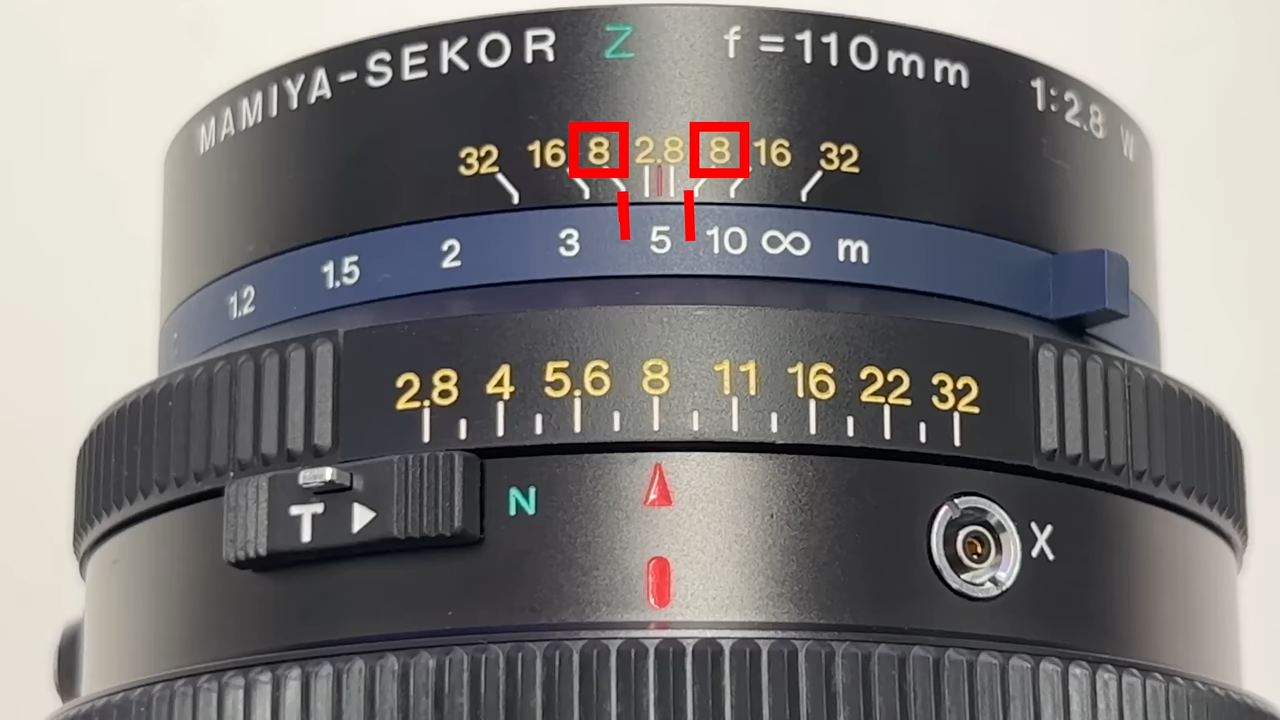 MAMIYA-SEKOR Z f=110mm 1:2.8 W
32 16 8 2.8 8 16 32
1.2 1.5 2 3 5 10 ∞ m
2.8 4 5.6 8 11 16 22 32
T N X